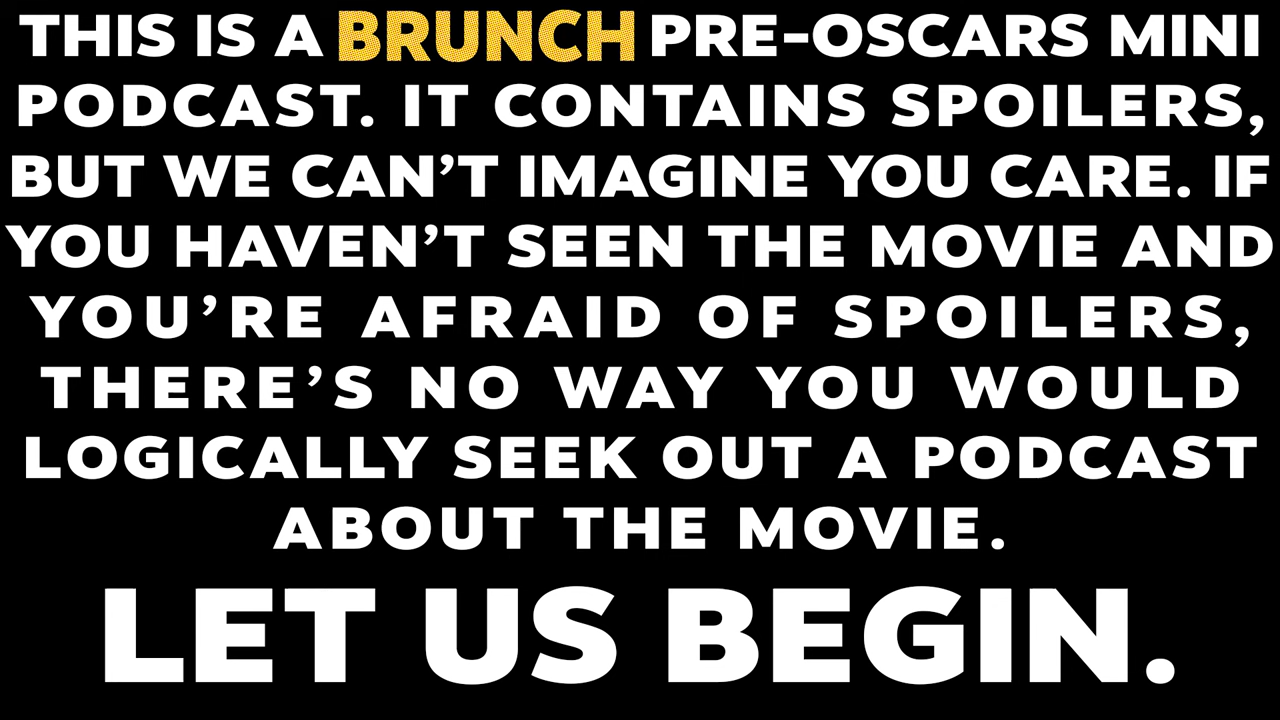 THIS IS A BRUNCH PRE-OSCARS MINI
PODCAST. IT CONTAINS SPOILERS,
BUT WE CAN’T IMAGINE YOU CARE. IF
YOU HAVEN’T SEEN THE MOVIE AND
YOU’RE AFRAID OF SPOILERS,
THERE’S NO WAY YOU WOULD
LOGICALLY SEEK OUT A PODCAST
ABOUT THE MOVIE.
LET US BEGIN.